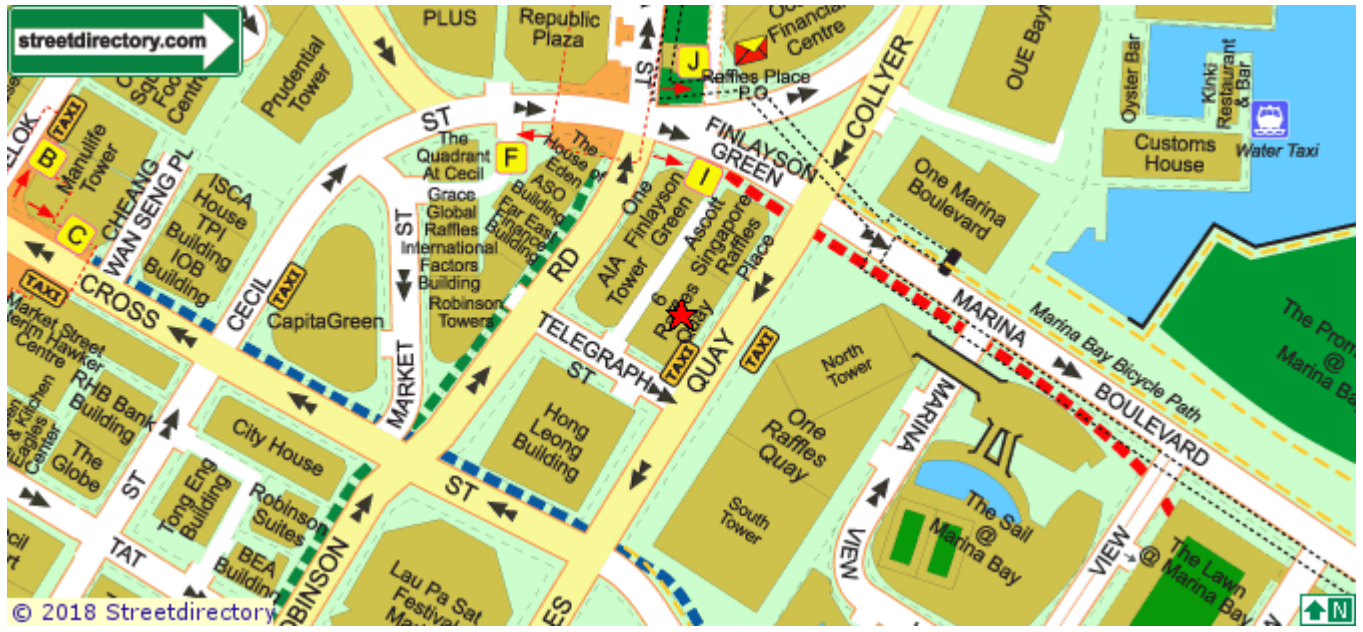 streetdirectory.com
PLUS
Republic
Plaza
Financial
Centre
J
Raffles Place
P.O
COLLYER
QUAY
OUE
Oyster Bar
Kinki
Resturant
& Bar
Customs
House
Water Taxi
Prudential
Tower
Centre
TAXI
Manulife
Tower
B
C
CHEANG
WAN SENG PL
ISCA
House
TPI
Building
IOB
Building
ST
The
Quadrant
At Cecil
F
The
House of
Eden
ASO
Building
Far East
Finance
Building
Grace
Global
Raffles
International
Factors
Building
Robinson
Towers
ST
ST
FINLAYSON
GREEN
I
One
Finlayson
Green
AIA
Tower
Ascott
Singapore
Raffles
Place
6
Raffles
Quay
One Marina
Boulevard
CROSS
ST
TAXI
CECIL
ST
TAXI
CapitaGreen
MARKET
RD
TELEGRAPH
ST
TAXI
TAXI
MARINA
BOULEVARD
Marina Bay Bicycle Path
The
@
Marina
North
Tower
One
Raffles
Quay
South
Tower
MARINA
VIEW
The Sail
@
Marina Bay
VIEW
The Lawn
@
Marina Bay
Market Street
Hawker
Centre
RHB Bank
Building
& Kitchen
Eagles
Center
The
Globe
City House
Hong
Leong
Building
Tong Eng
Building
Robinson
Suites
BEA
Building
TAT
Lau Pa Sat
Festival
© 2018 Streetdirectory
N